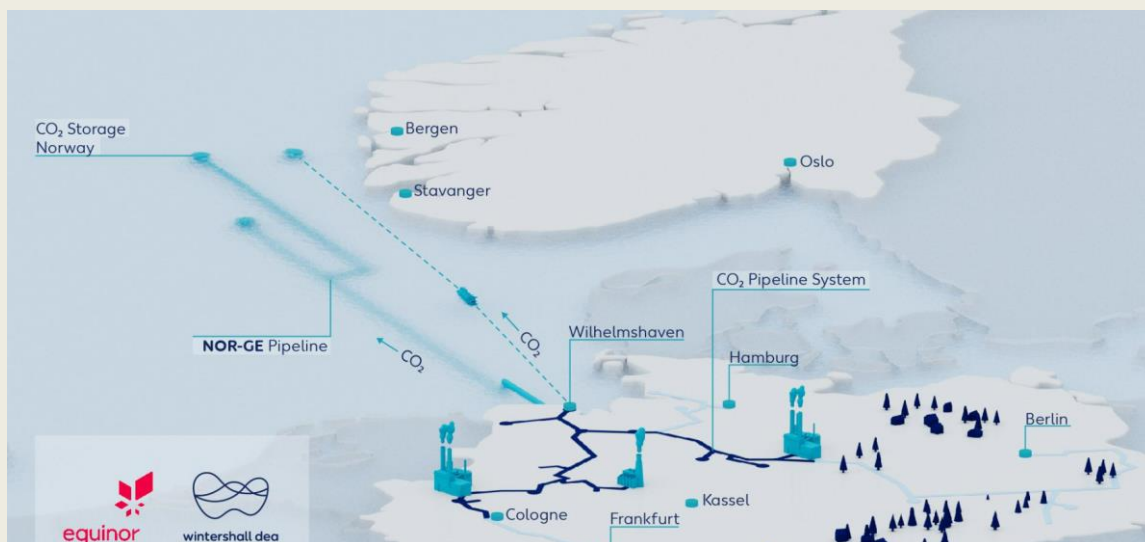 CO₂ Storage
Norway
Bergen
Oslo
Stavanger
CO₂ Pipeline System
NOR-GE Pipeline
CO₂
CO₂
Wilhelmshaven
Hamburg
Berlin
Kassel
Cologne
Frankfurt
equinor
wintershall dea